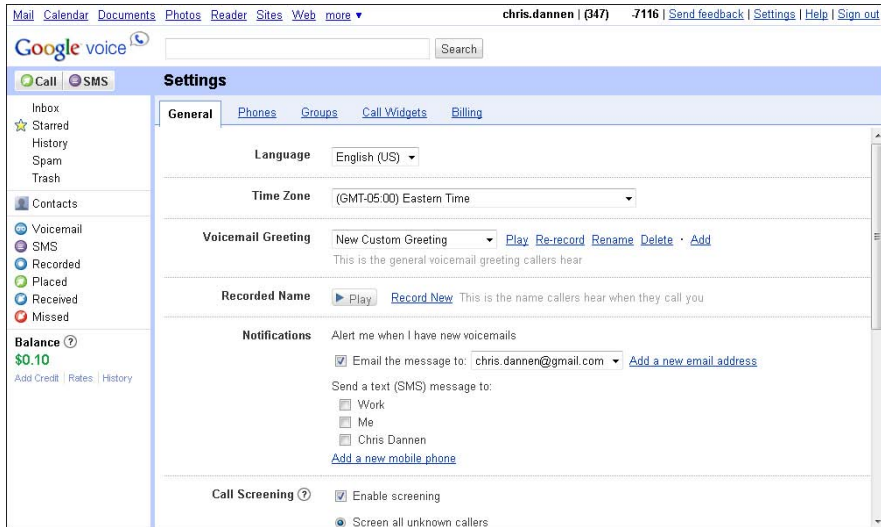 Mail Calendar Documents Photos Reader Sites Web more ▼ chris.dannen | (347) -7116 | Send feedback | Settings | Help | Sign out
Google voice Search
Call SMS Settings
Inbox
Starred
History
Spam
Trash
Contacts
Voicemail
SMS
Recorded
Placed
Received
Missed
Balance ?
$0.10
Add Credit | Rates | History
General Phones Groups Call Widgets Billing
Language English (US)
Time Zone (GMT-05:00) Eastern Time
Voicemail Greeting New Custom Greeting Play Re-record Rename Delete · Add
This is the general voicemail greeting callers hear
Recorded Name Play Record New This is the name callers hear when they call you
Notifications Alert me when I have new voicemails
Email the message to: chris.dannen@gmail.com Add a new email address
Send a text (SMS) message to:
Work
Me
Chris Dannen
Add a new mobile phone
Call Screening ? Enable screening
Screen all unknown callers